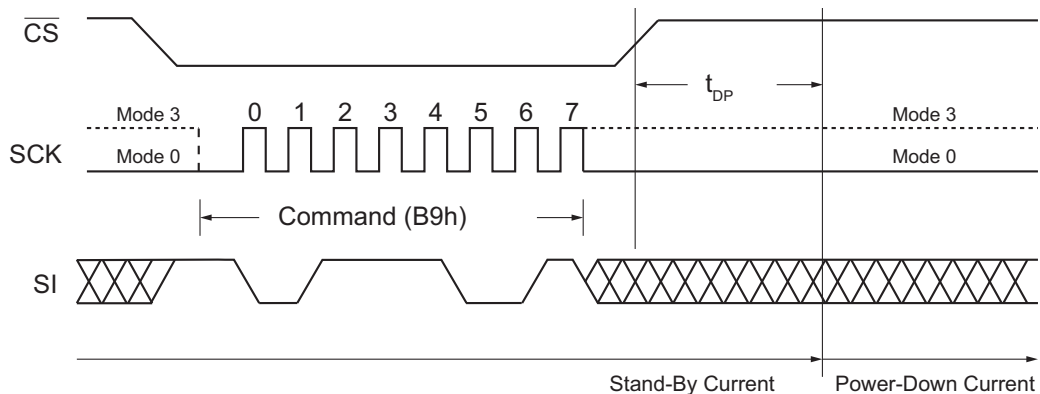 CS
t_DP
0 1 2 3 4 5 6 7
Mode 3 Mode 3
SCK
Mode 0 Mode 0
Command (B9h)
SI
Stand-By Current Power-Down Current